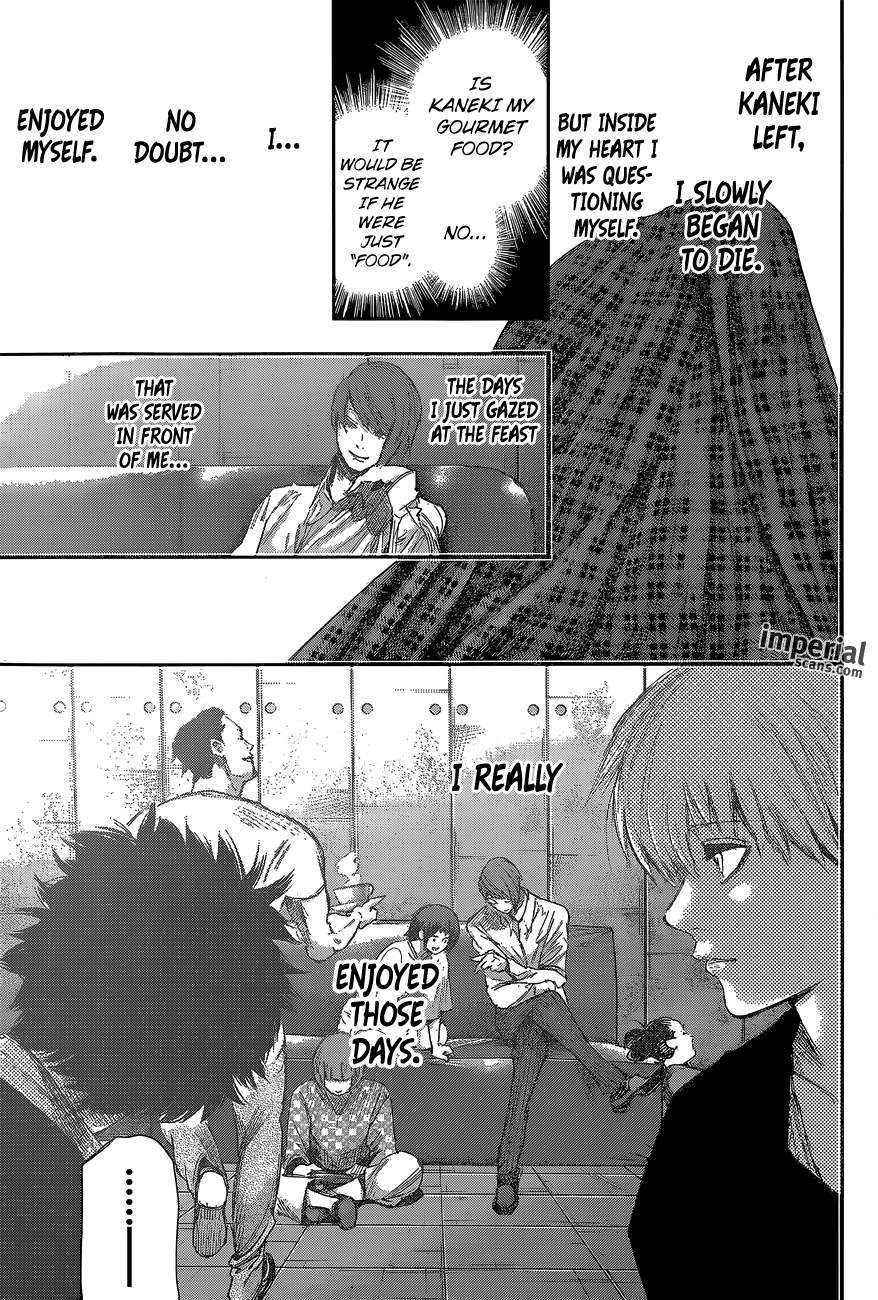 AFTER
KANEKI
LEFT,
I SLOWLY
BEGAN
TO DIE.
BUT INSIDE
MY HEART I
WAS QUES-
TIONING
MYSELF.
IS
KANEKI MY
GOURMET
FOOD?
NO...
IT
WOULD BE
STRANGE
IF HE
WERE
JUST
"FOOD".
I...
NO
DOUBT...
ENJOYED
MYSELF.
THE DAYS
I JUST GAZED
AT THE FEAST
THAT
WAS SERVED
IN FRONT
OF ME...
imperial
scans.com
I REALLY
ENJOYED
THOSE
DAYS.